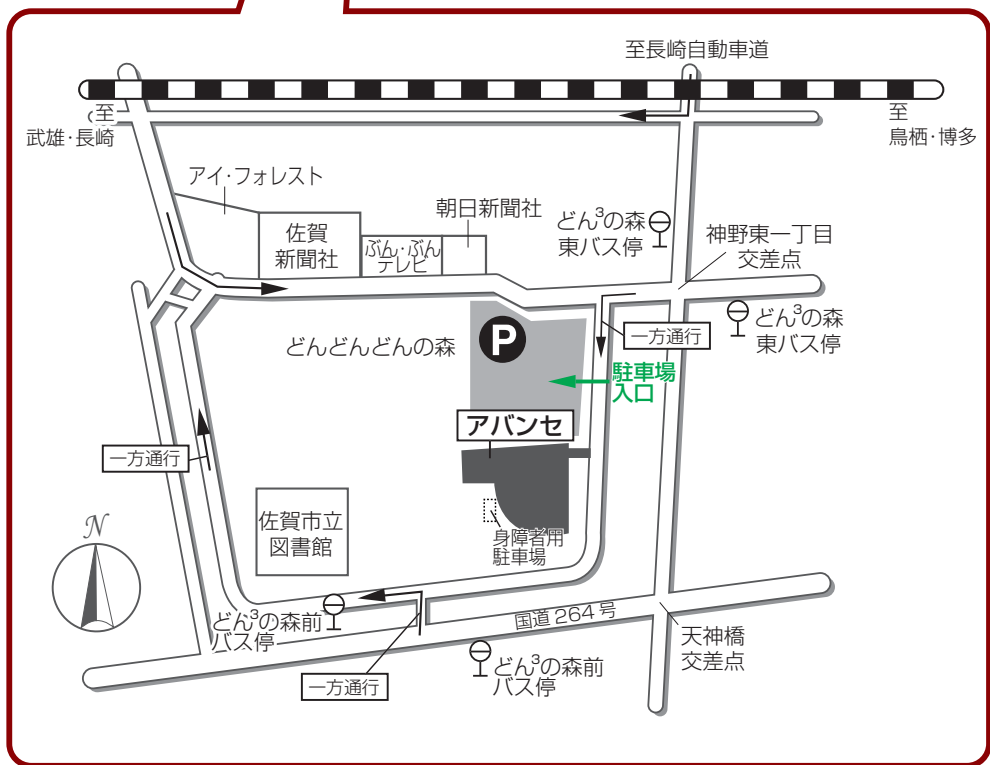 至長崎自動車道
至
武雄・長崎
至
鳥栖・博多
アイ・フォレスト
朝日新聞社
佐賀
新聞社
ぶん・ぶん
テレビ
どん³の森
東バス停
神野東一丁目
交差点
どん³の森
東バス停
P
一方通行
どんどんどんの森
駐車場
入口
アバンセ
一方通行
佐賀市立
図書館
身障者用
駐車場
N
どん³の森前
バス停
国道264号
天神橋
交差点
どん³の森前
バス停
一方通行